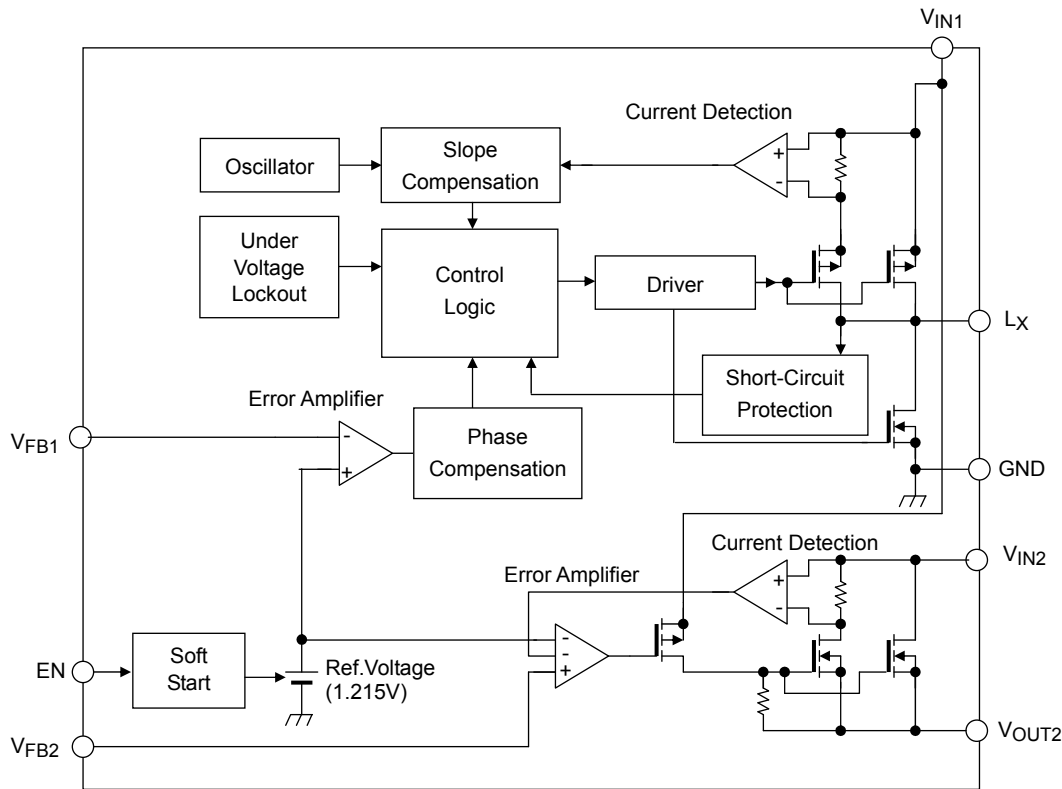 VIN1
Current Detection
+
-
Oscillator
Slope
Compensation
Under
Voltage
Lockout
Control
Logic
Driver
LX
Short-Circuit
Protection
Error Amplifier
VFB1
-
+
Phase
Compensation
GND
Current Detection
VIN2
Error Amplifier
+
-
-
-
+
EN
Soft
Start
Ref.Voltage
(1.215V)
VFB2
VOUT2